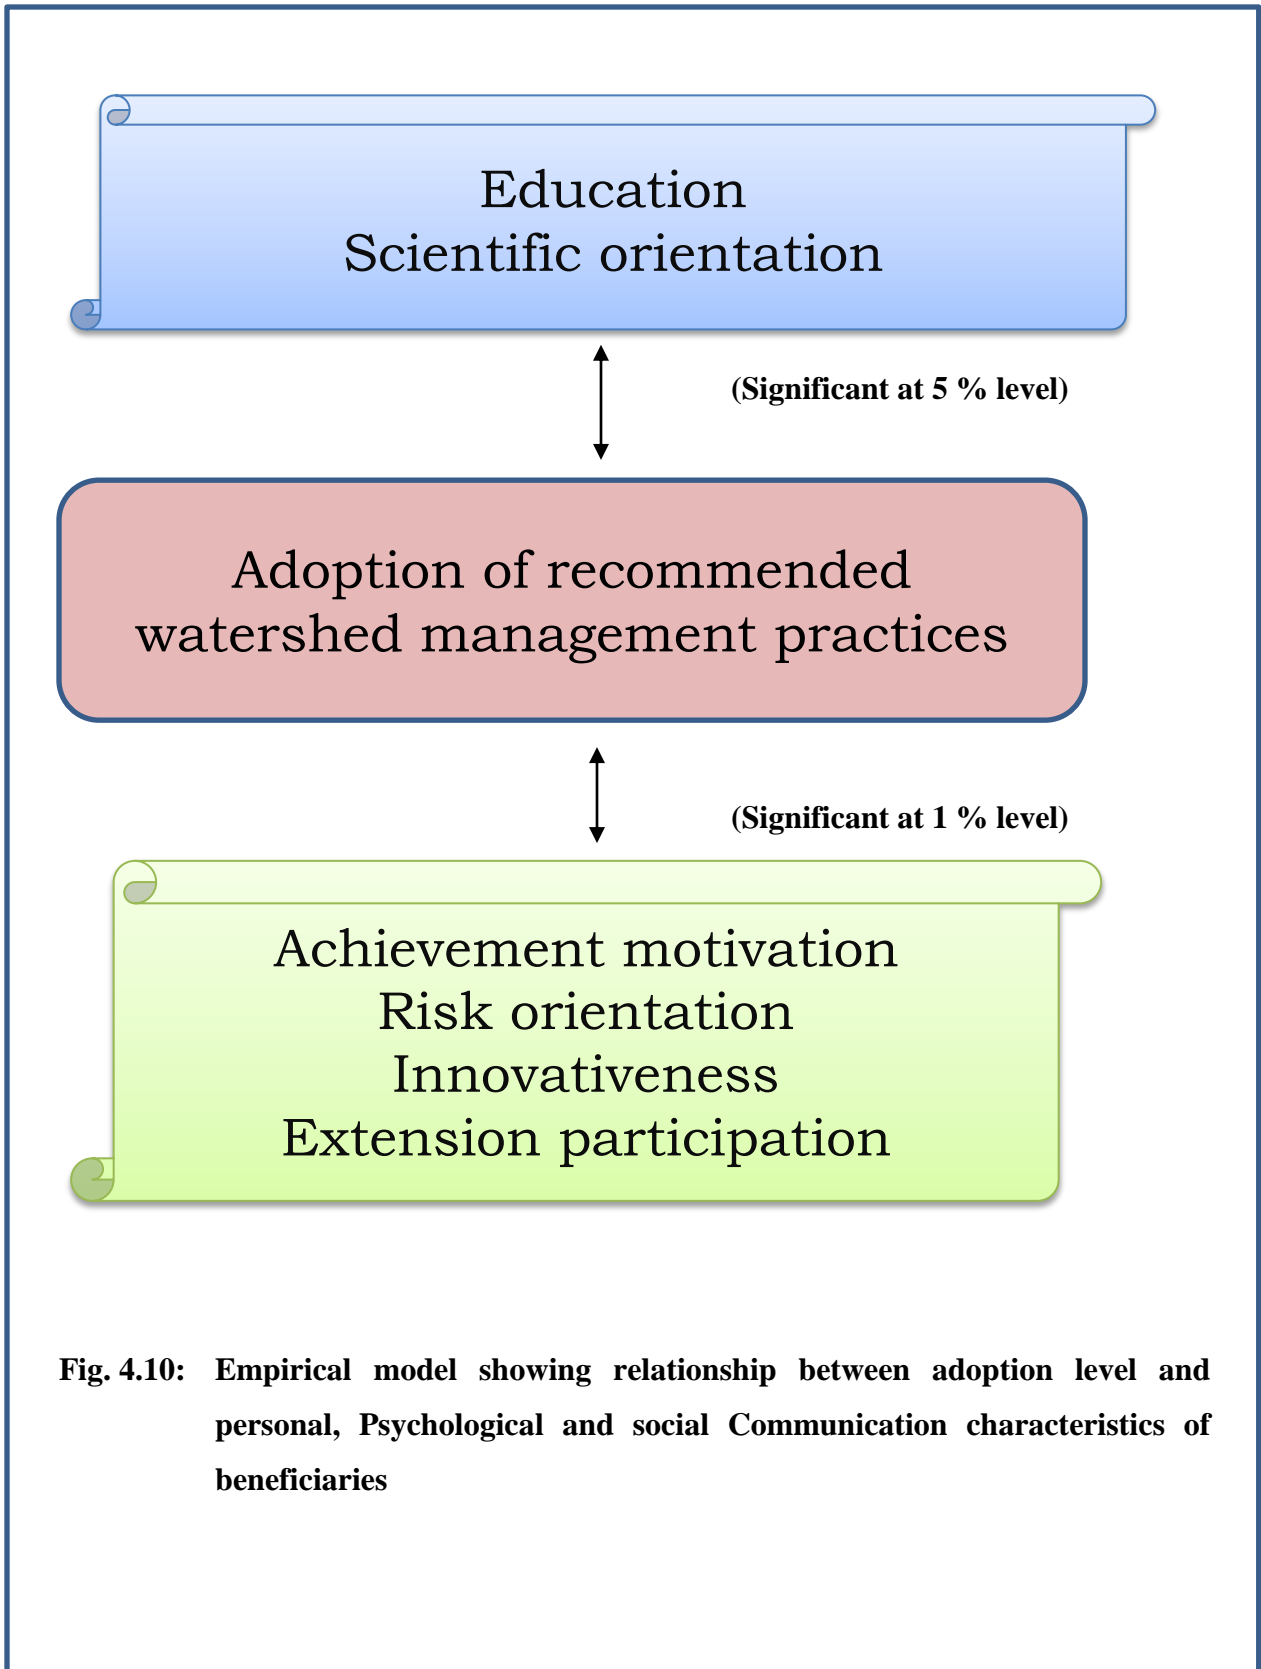 Education
Scientific orientation
(Significant at 5 % level)
Adoption of recommended
watershed management practices
(Significant at 1 % level)
Achievement motivation
Risk orientation
Innovativeness
Extension participation
Fig. 4.10: Empirical model showing relationship between adoption level and
personal, Psychological and social Communication characteristics of
beneficiaries